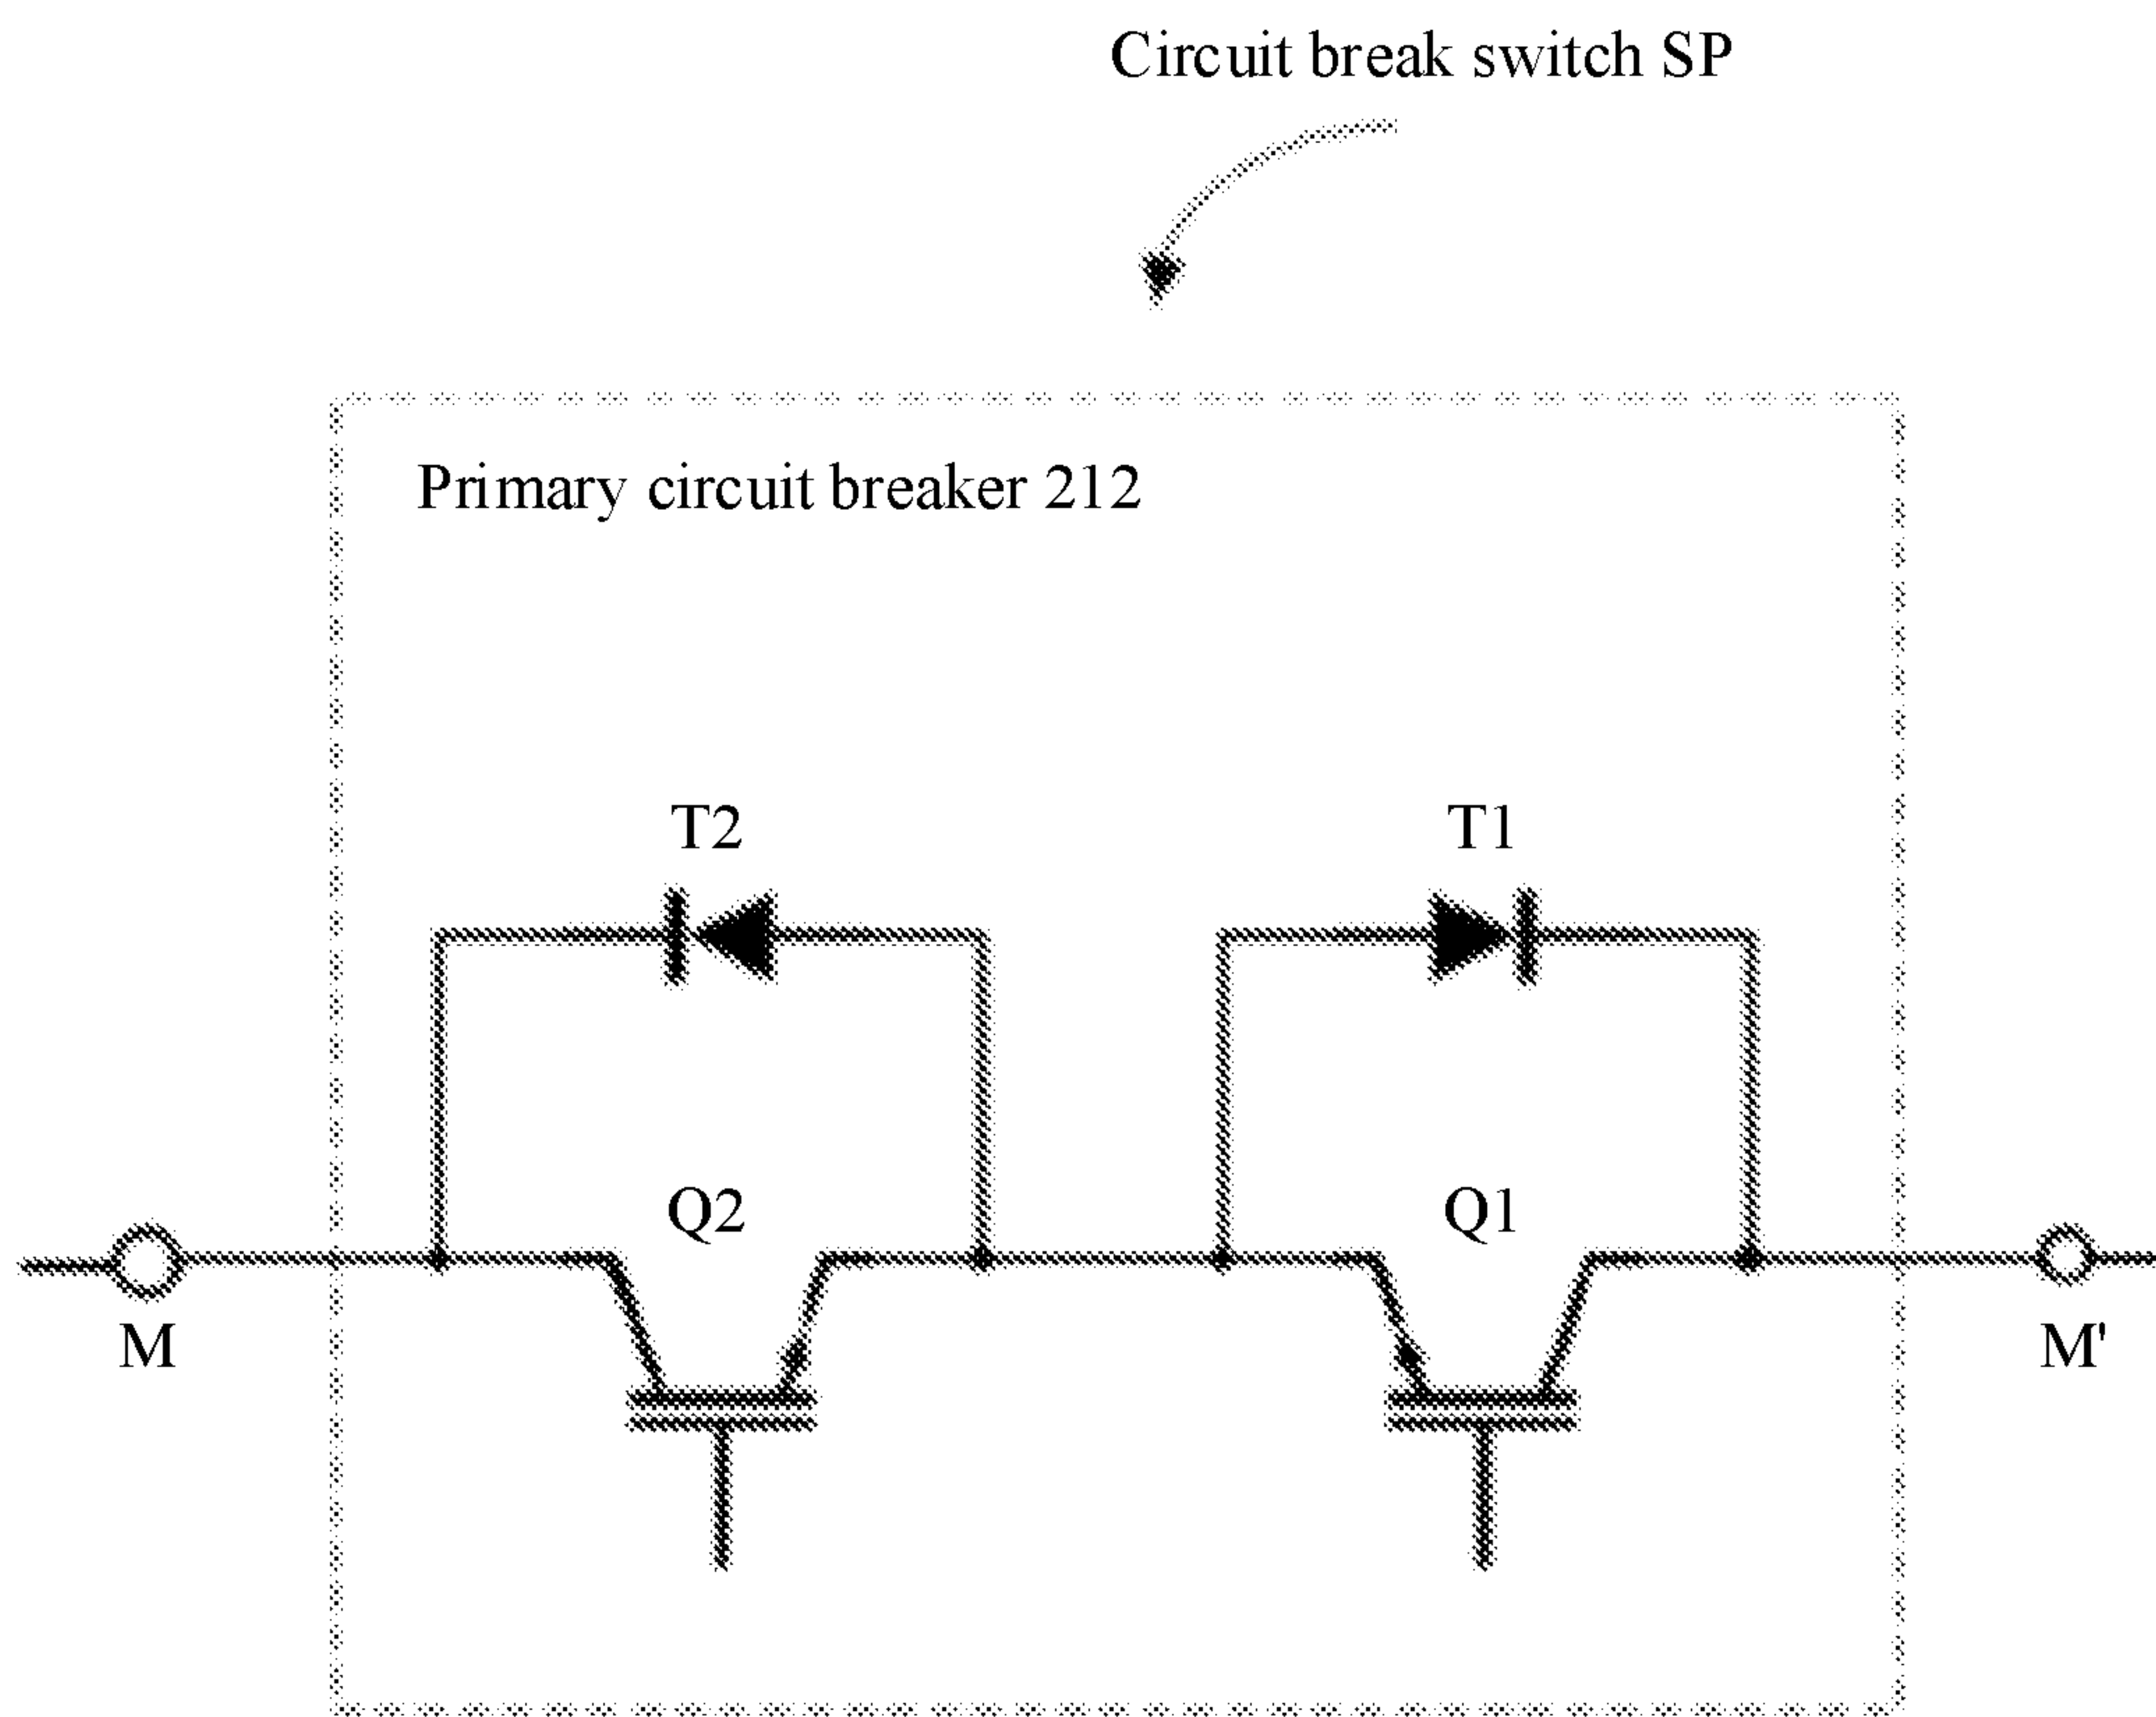 Circuit break switch SP
Primary circuit breaker 212
T2
T1
Q2
Q1
M
M'